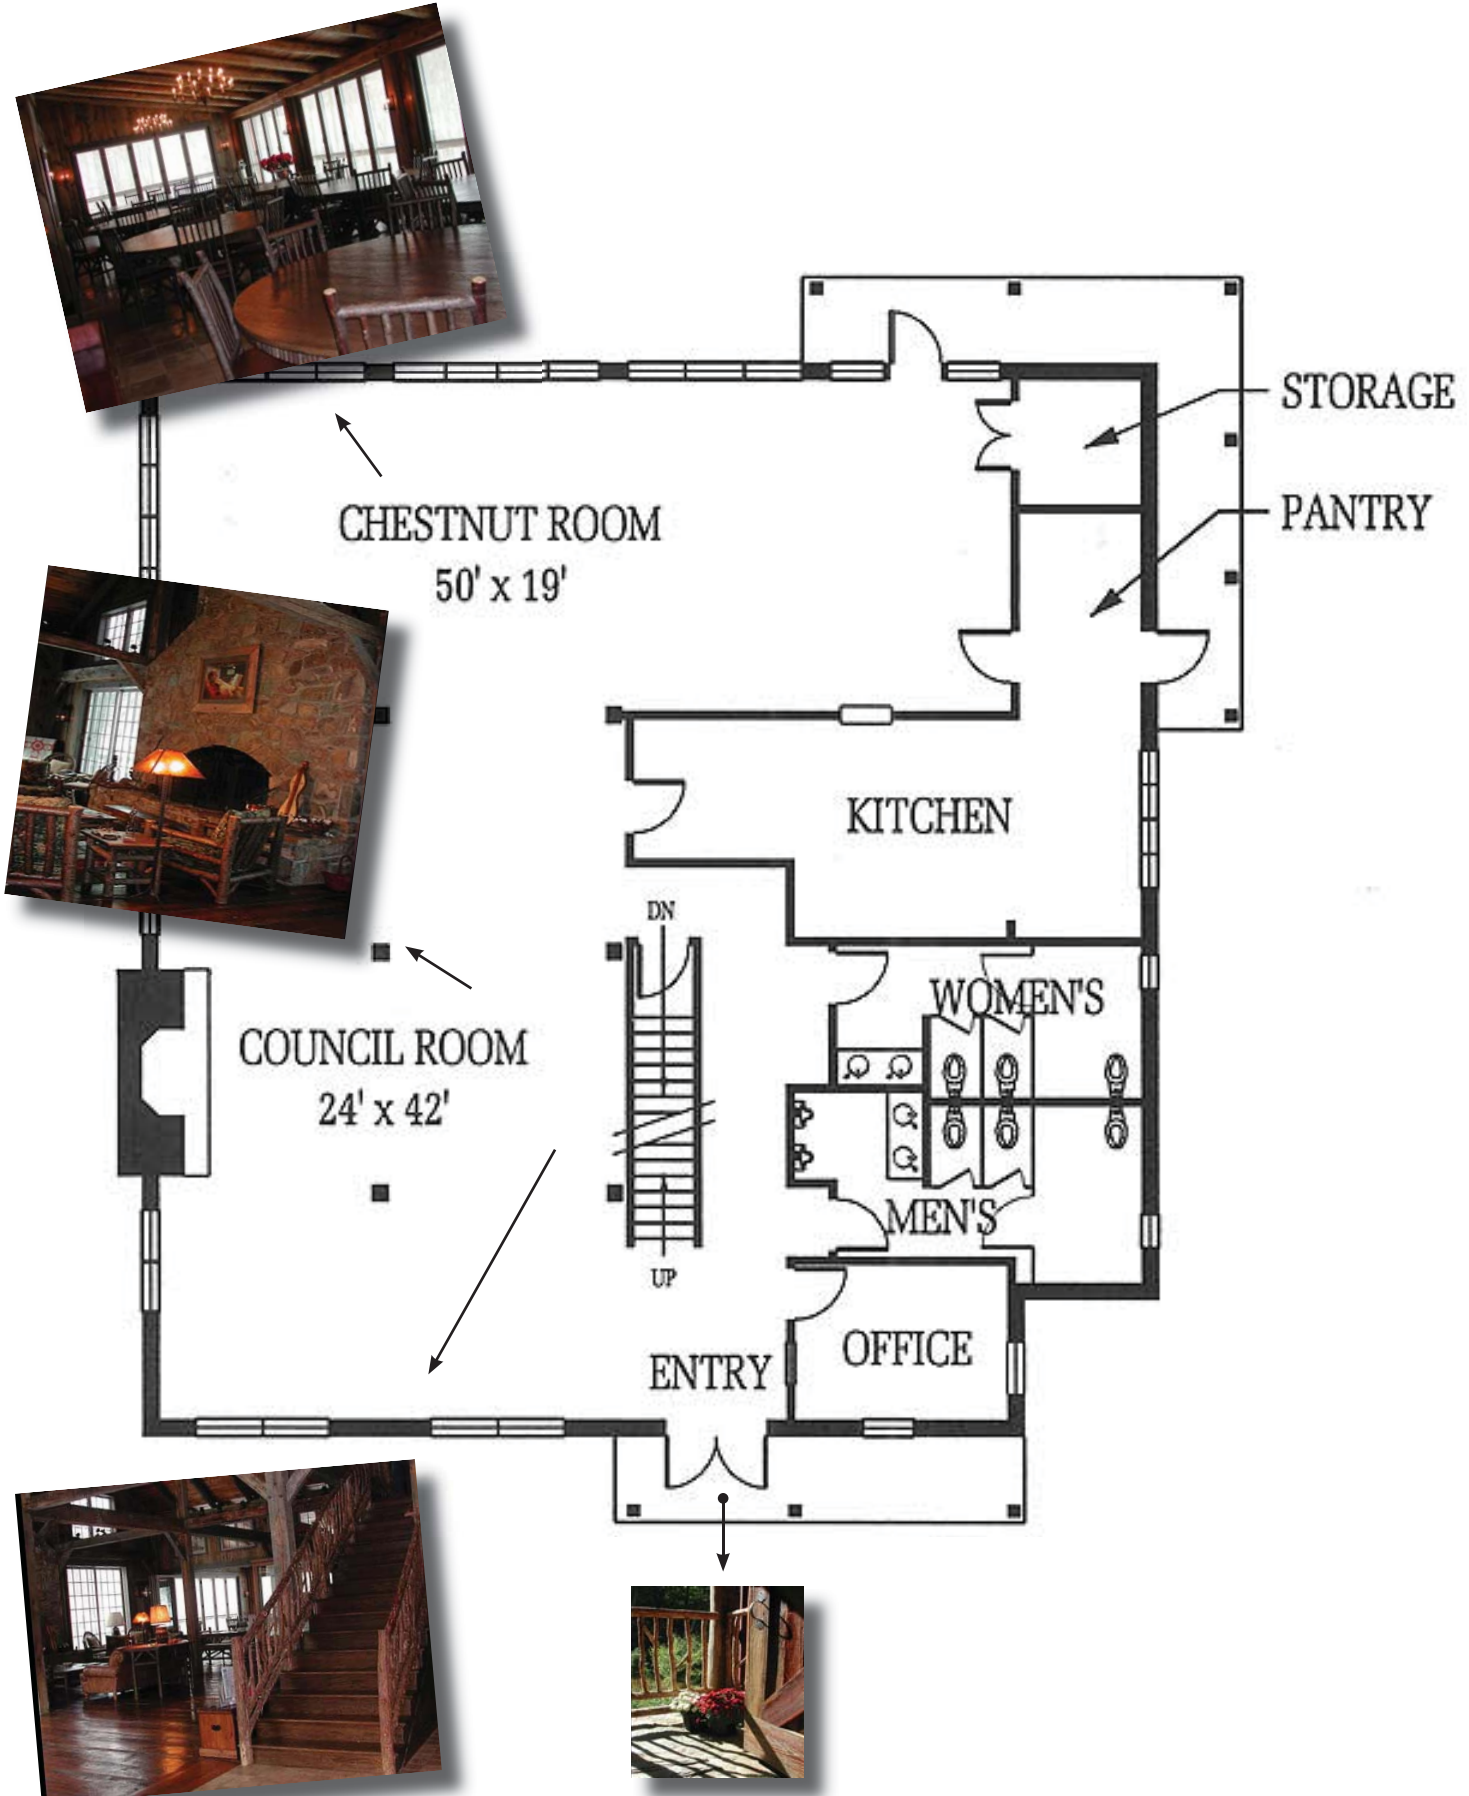 STORAGE
PANTRY
CHESTNUT ROOM
50' x 19'
KITCHEN
DN
WOMEN'S
COUNCIL ROOM
24' x 42'
MEN'S
UP
OFFICE
ENTRY